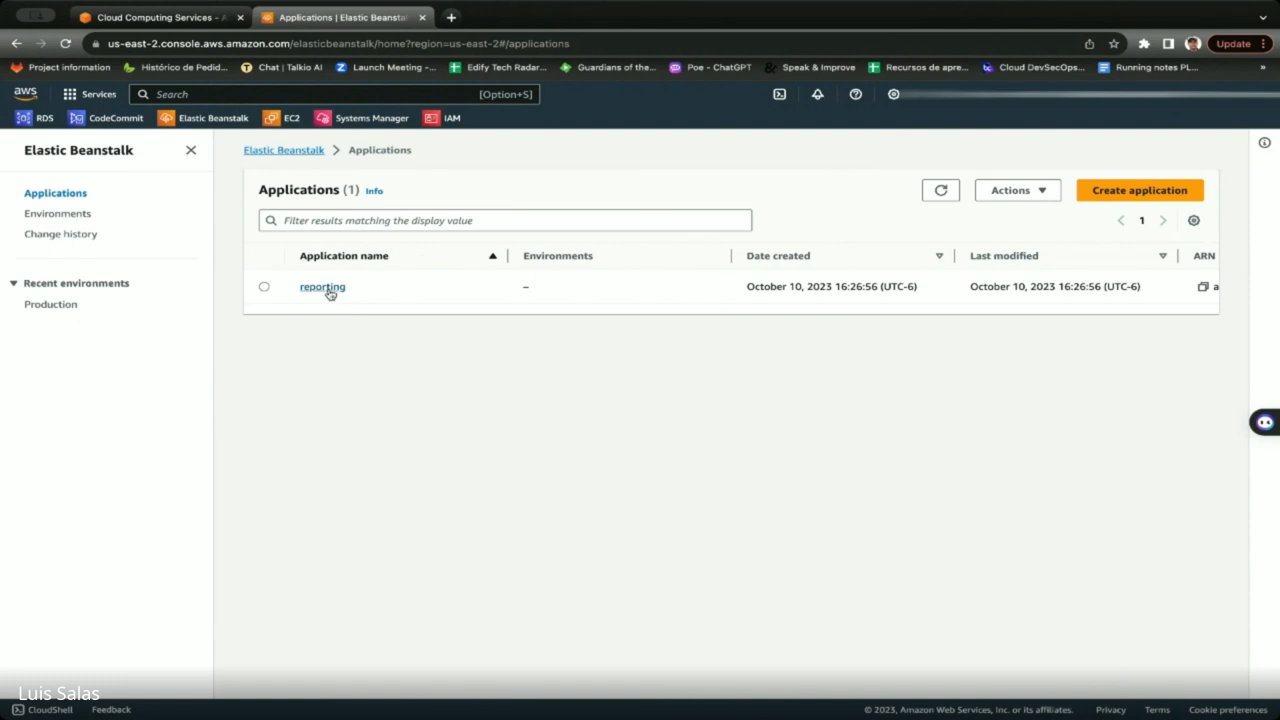 Cloud Computing Services - A
Applications | Elastic Beansta
us-east-2.console.aws.amazon.com/elasticbeanstalk/home?region=us-east-2#/applications
Update
Project information
Histórico de Pedid...
Chat | Talkio AI
Launch Meeting -...
Edify Tech Radar...
Guardians of the...
Poe - ChatGPT
Speak & Improve
Recursos de apre...
Cloud DevSecOps...
Running notes PL...
»
aws
Services
Search
[Option+S]
RDS
CodeCommit
Elastic Beanstalk
EC2
Systems Manager
IAM
Elastic Beanstalk
Applications
Environments
Change history
Recent environments
Production
Elastic Beanstalk > Applications
Applications (1) Info
Actions
Create application
Filter results matching the display value
1
Application name
Environments
Date created
Last modified
ARN
reporting
–
October 10, 2023 16:26:56 (UTC-6)
October 10, 2023 16:26:56 (UTC-6)
a
Luis Salas
CloudShell
Feedback
© 2023, Amazon Web Services, Inc. or its affiliates.
Privacy
Terms
Cookie preferences